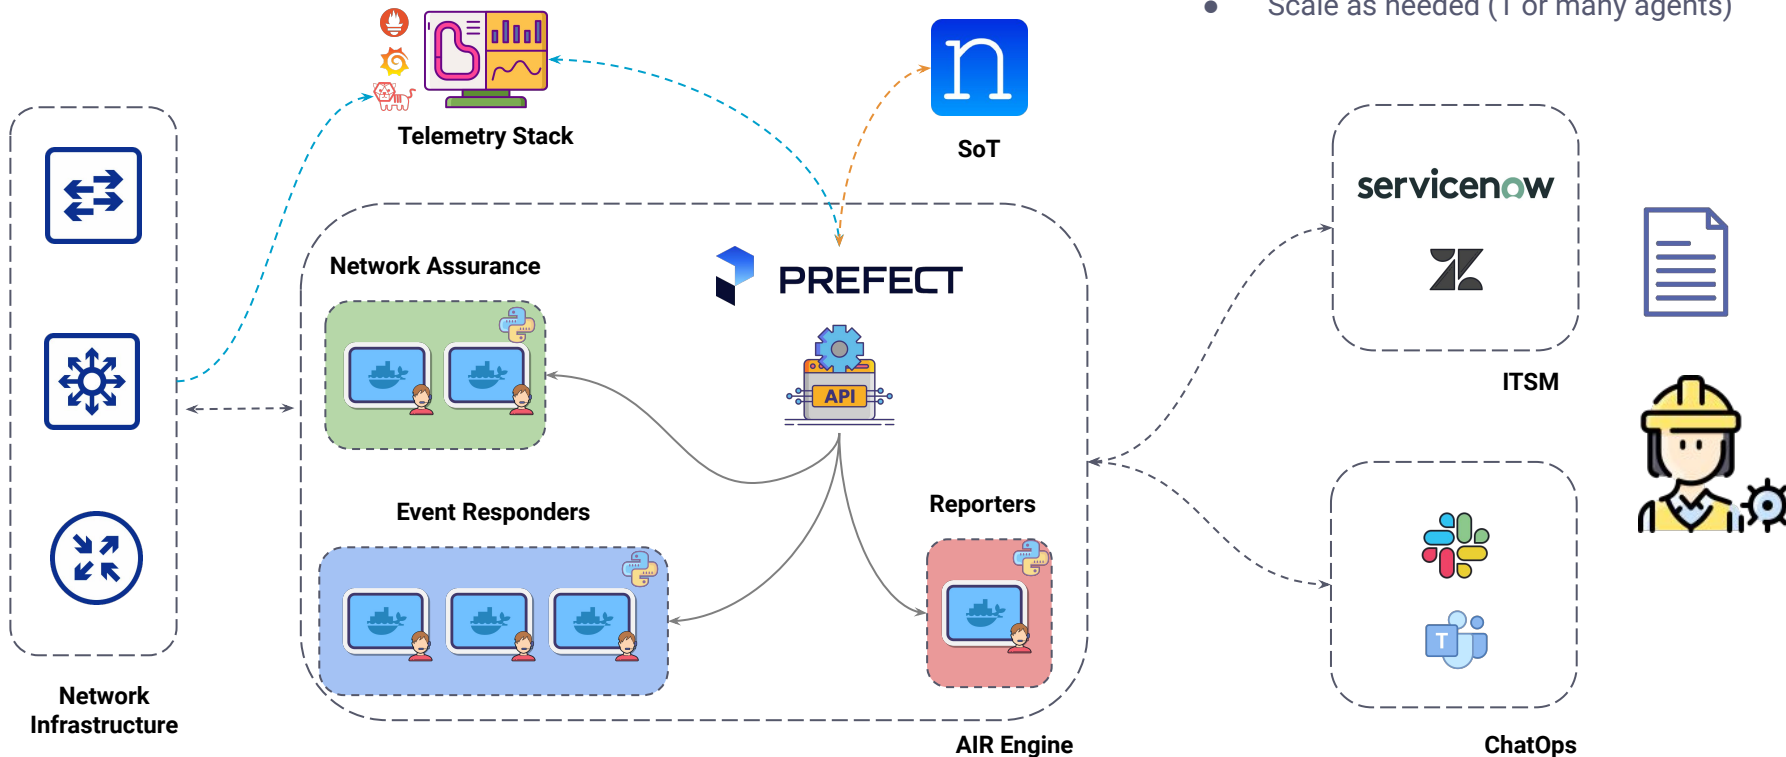 Scale as needed (1 or many agents)
n
Telemetry Stack
SoT
servicenow
Network Assurance
PREFECT
API
ITSM
Event Responders
Reporters
T
Network
Infrastructure
AIR Engine
ChatOps